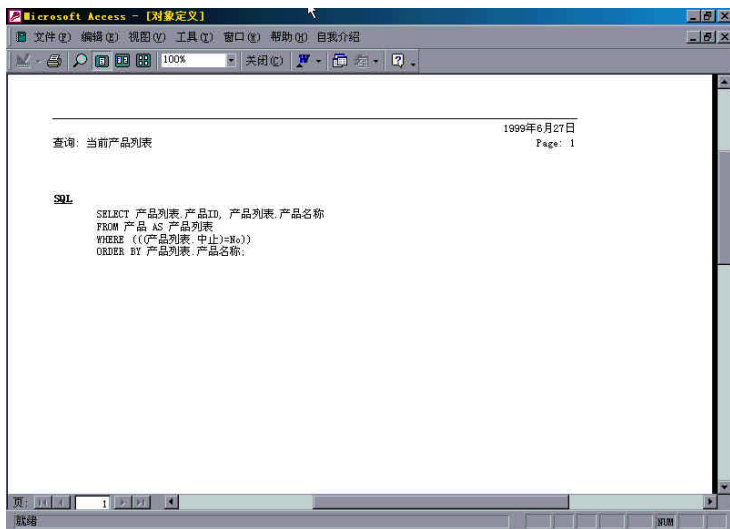 Microsoft Access - [对象定义]
文件(F) 编辑(E) 视图(V) 工具(T) 窗口(W) 帮助(H) 自我介绍
100% 关闭(C)
1999年6月27日
查询: 当前产品列表 Page: 1
SQL
SELECT 产品列表.产品ID, 产品列表.产品名称
FROM 产品 AS 产品列表
WHERE (((产品列表.中止)=No))
ORDER BY 产品列表.产品名称;
页: 1
就绪 NUM